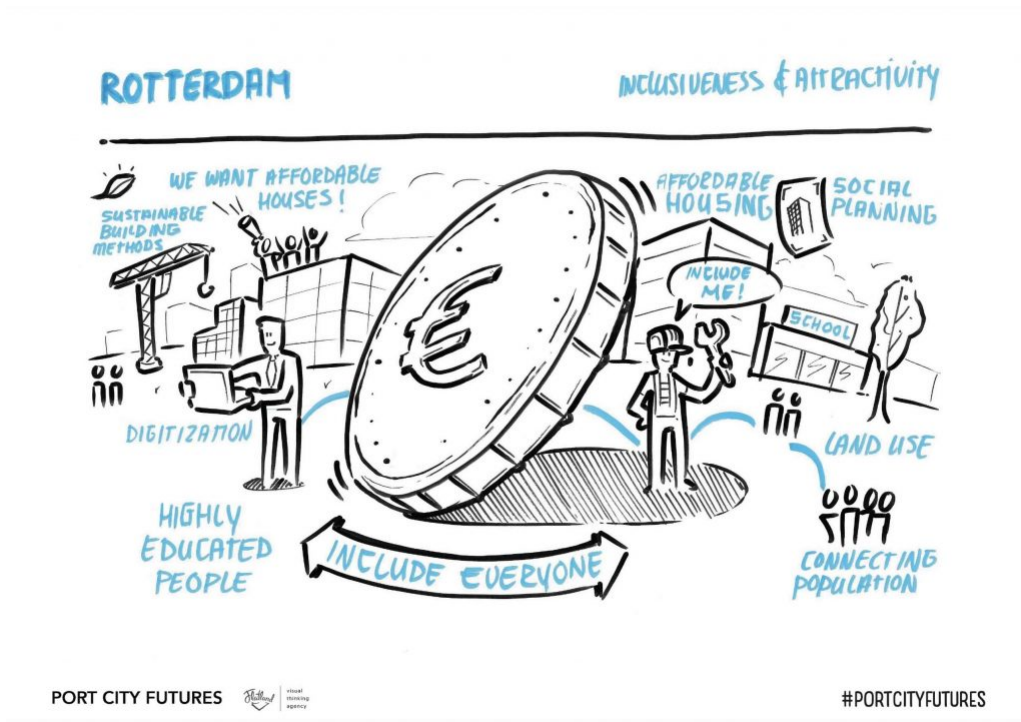 ROTTERDAM
INCLUSIVENESS & ATTRACTIVITY
WE WANT AFFORDABLE
HOUSES!
SUSTAINABLE
BUILDING
METHODS
AFFORDABLE
HOUSING
SOCIAL
PLANNING
INCLUDE
ME!
SCHOOL
€
DIGITIZATION
LAND USE
HIGHLY
EDUCATED
PEOPLE
INCLUDE EVERYONE
CONNECTING
POPULATION
PORT CITY FUTURES
Flatland
visual
thinking
agency
#PORTCITYFUTURES